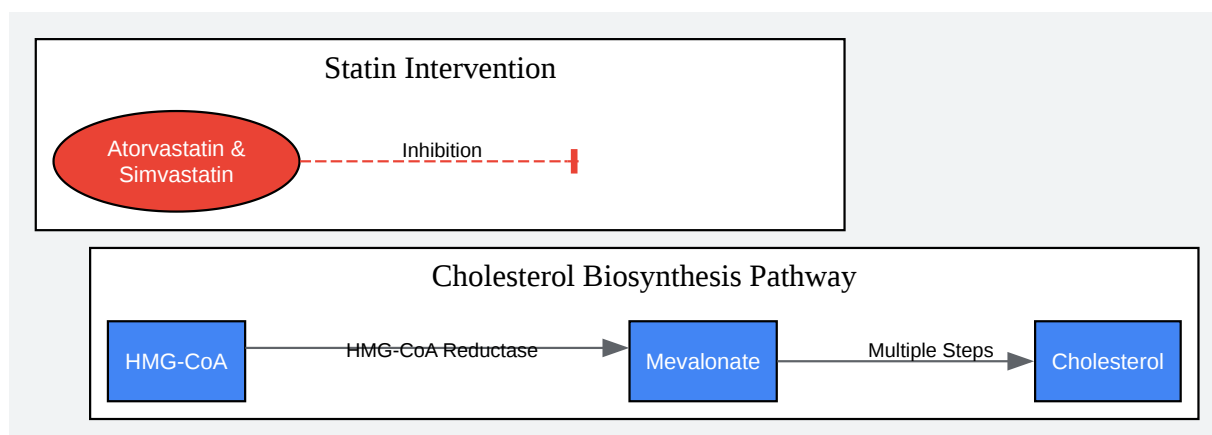 Statin Intervention
Atorvastatin &
Simvastatin
Inhibition
Cholesterol Biosynthesis Pathway
HMG-CoA
HMG-CoA Reductase
Mevalonate
Multiple Steps
Cholesterol